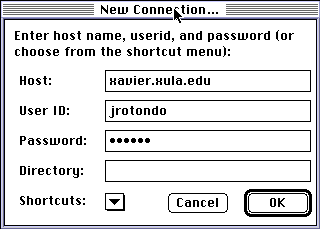 New Connection...
Enter host name, userid, and password (or
choose from the shortcut menu):
Host: xavier.xula.edu
User ID: jrotondo
Password: ••••••
Directory:
Shortcuts: Cancel OK